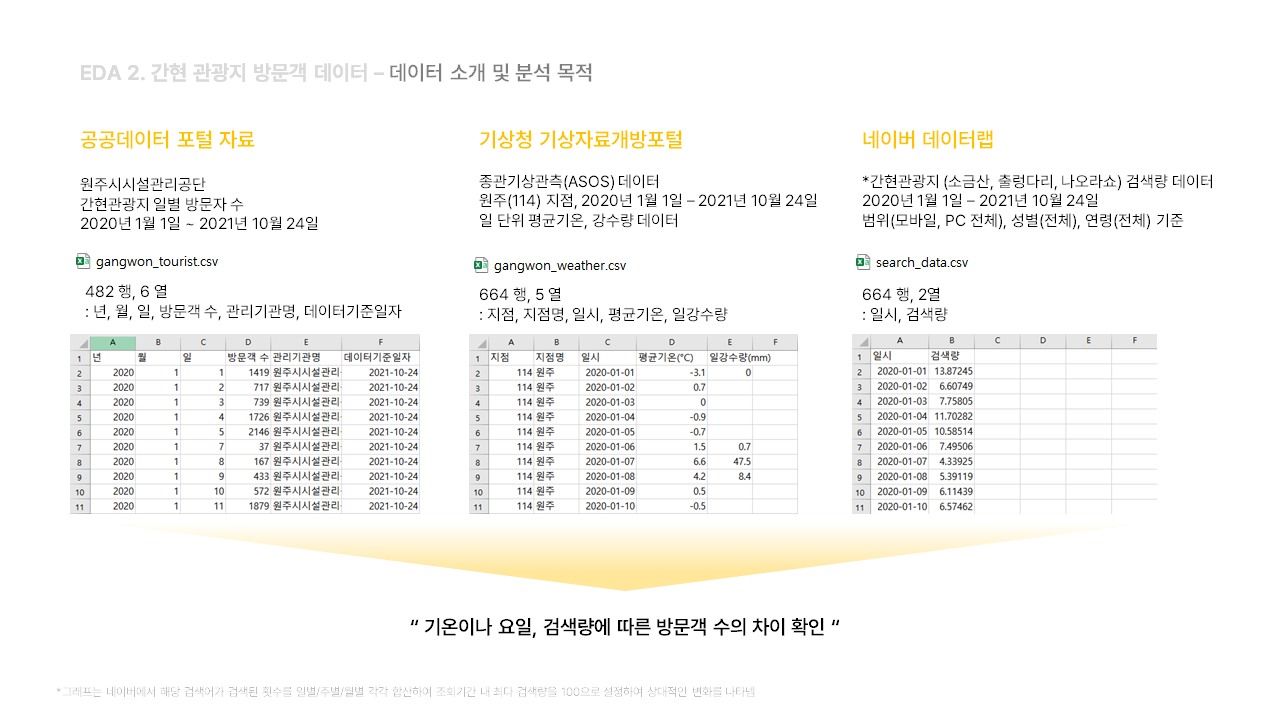 EDA 2. 간현 관광지 방문객 데이터 – 데이터 소개 및 분석 목적
공공데이터 포털 자료
원주시시설관리공단
간현관광지 일별 방문자 수
2020년 1월 1일 ~ 2021년 10월 24일
gangwon_tourist.csv
482 행, 6 열
: 년, 월, 일, 방문객 수, 관리기관명, 데이터기준일자
A B C D E F
1 년 월 일 방문객 수 관리기관명 데이터기준일자
2 2020 1 1 1419 원주시시설관리 2021-10-24
3 2020 1 2 717 원주시시설관리 2021-10-24
4 2020 1 3 739 원주시시설관리 2021-10-24
5 2020 1 4 1726 원주시시설관리 2021-10-24
6 2020 1 5 2146 원주시시설관리 2021-10-24
7 2020 1 7 37 원주시시설관리 2021-10-24
8 2020 1 8 167 원주시시설관리 2021-10-24
9 2020 1 9 433 원주시시설관리 2021-10-24
10 2020 1 10 572 원주시시설관리 2021-10-24
11 2020 1 11 1879 원주시시설관리 2021-10-24
기상청 기상자료개방포털
종관기상관측(ASOS) 데이터
원주(114) 지점, 2020년 1월 1일 – 2021년 10월 24일
일 단위 평균기온, 강수량 데이터
gangwon_weather.csv
664 행, 5 열
: 지점, 지점명, 일시, 평균기온, 일강수량
A B C D E F
1 지점 지점명 일시 평균기온(°C) 일강수량(mm)
2 114 원주 2020-01-01 -3.1 0
3 114 원주 2020-01-02 0.7
4 114 원주 2020-01-03 0
5 114 원주 2020-01-04 -0.9
6 114 원주 2020-01-05 -0.7
7 114 원주 2020-01-06 1.5 0.7
8 114 원주 2020-01-07 6.6 47.5
9 114 원주 2020-01-08 4.2 8.4
10 114 원주 2020-01-09 0.5
11 114 원주 2020-01-10 -0.5
네이버 데이터랩
*간현관광지 (소금산, 출렁다리, 나오라쇼) 검색량 데이터
2020년 1월 1일 – 2021년 10월 24일
범위(모바일, PC 전체), 성별(전체), 연령(전체) 기준
search_data.csv
664 행, 2열
: 일시, 검색량
A B C D E F
1 일시 검색량
2 2020-01-01 13.87245
3 2020-01-02 6.60749
4 2020-01-03 7.75805
5 2020-01-04 11.70282
6 2020-01-05 10.58514
7 2020-01-06 7.49506
8 2020-01-07 4.33925
9 2020-01-08 5.39119
10 2020-01-09 6.11439
11 2020-01-10 6.57462
“ 기온이나 요일, 검색량에 따른 방문객 수의 차이 확인 “
*그래프는 네이버에서 해당 검색어가 검색된 횟수를 일별/주별/월별 각각 합산하여 조회기간 내 최다 검색량을 100으로 설정하여 상대적인 변화를 나타냄